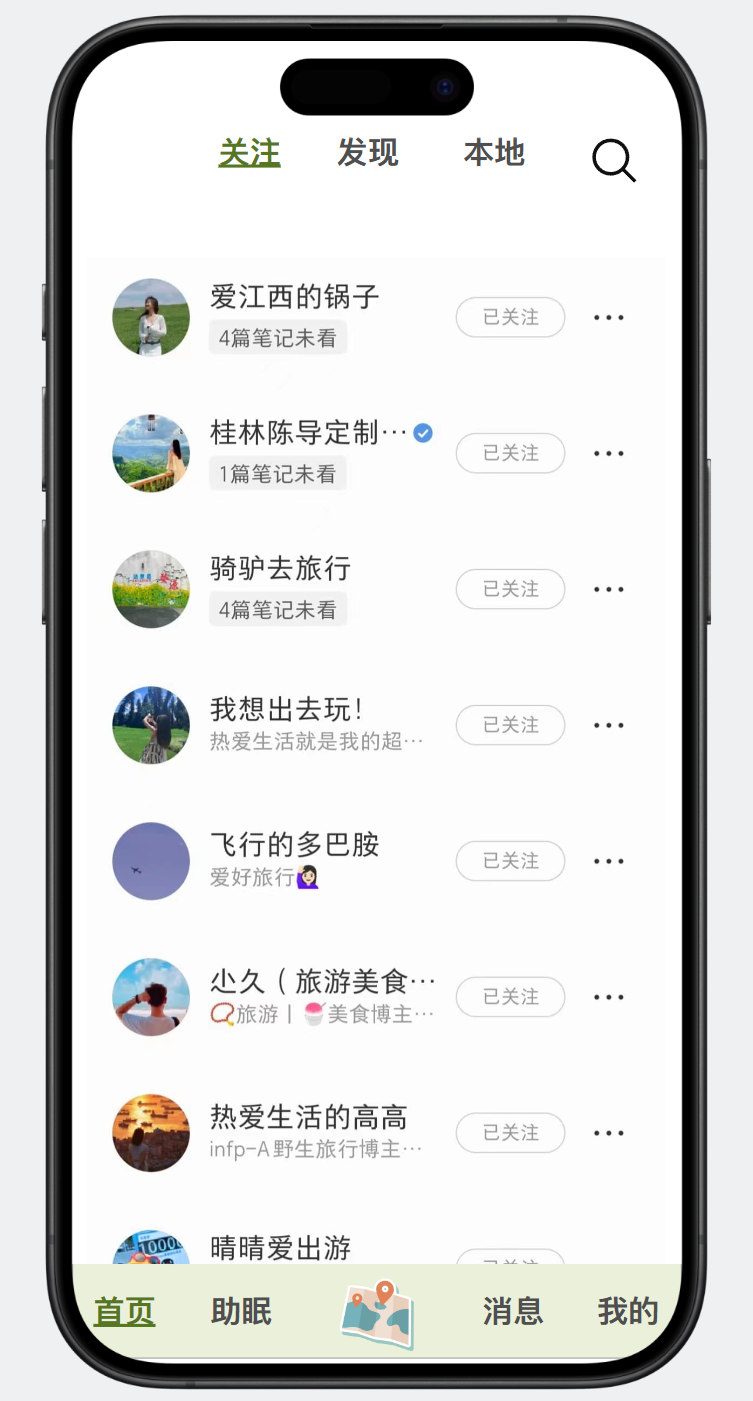 关注 发现 本地
爱江西的锅子
4篇笔记未看
已关注
桂林陈导定制…
1篇笔记未看
已关注
骑驴去旅行
4篇笔记未看
已关注
我想出去玩!
热爱生活就是我的超…
已关注
飞行的多巴胺
爱好旅行🙋🏻‍♀️
已关注
尐久(旅游美食…
📿旅游丨🍧美食博主…
已关注
热爱生活的高高
infp-A野生旅行博主…
已关注
晴晴爱出游
已关注
首页 助眠 消息 我的